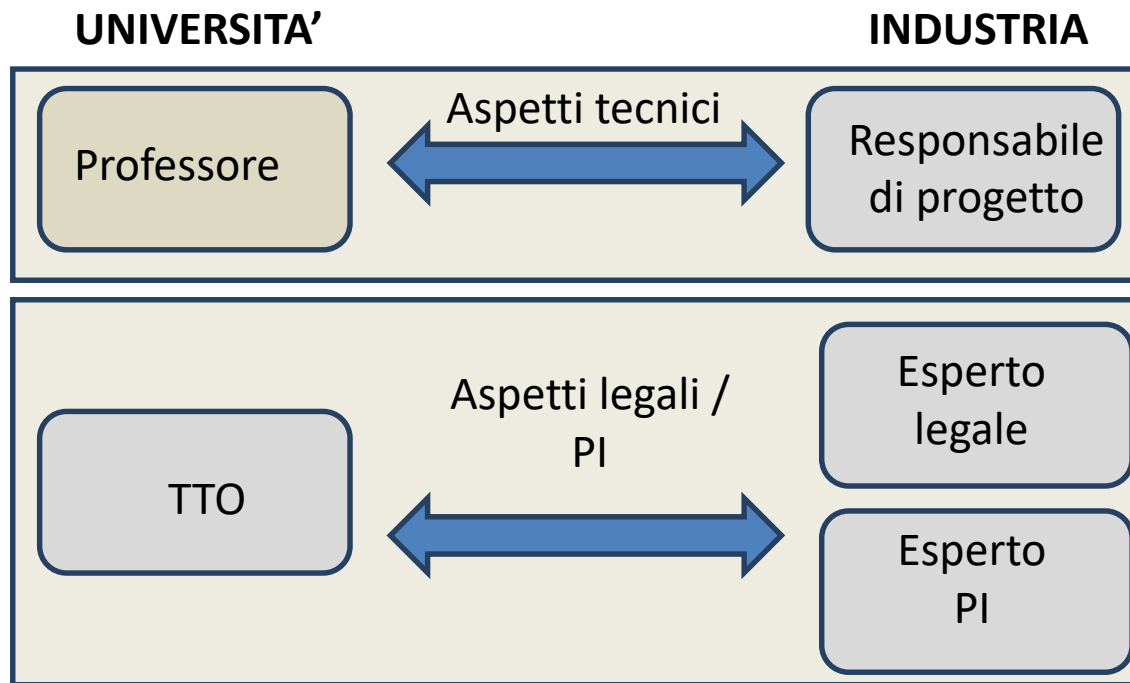 UNIVERSITA’
INDUSTRIA
Professore
Aspetti tecnici
Responsabile
di progetto
TTO
Aspetti legali /
PI
Esperto
legale
Esperto
PI